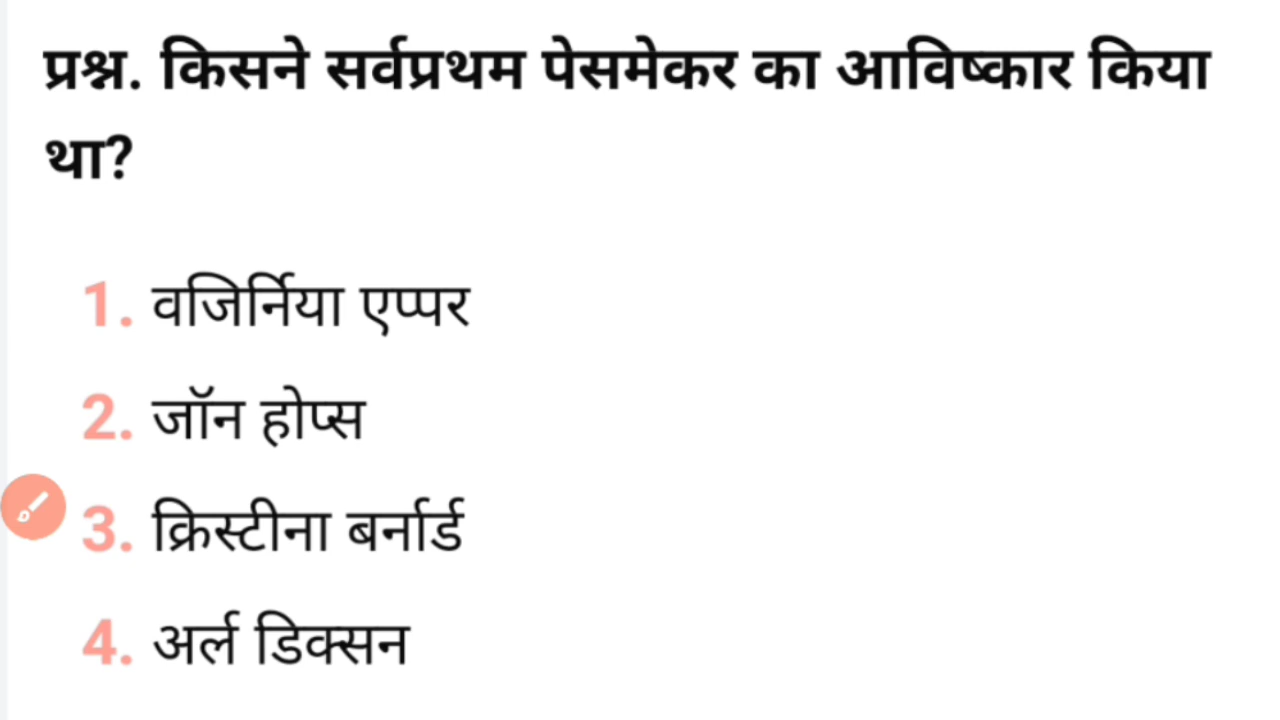 प्रश्न. किसने सर्वप्रथम पेसमेकर का आविष्कार किया
था?
1. वजिर्निया एप्पर
2. जॉन होप्स
3. क्रिस्टीना बर्नार्ड
4. अर्ल डिक्सन